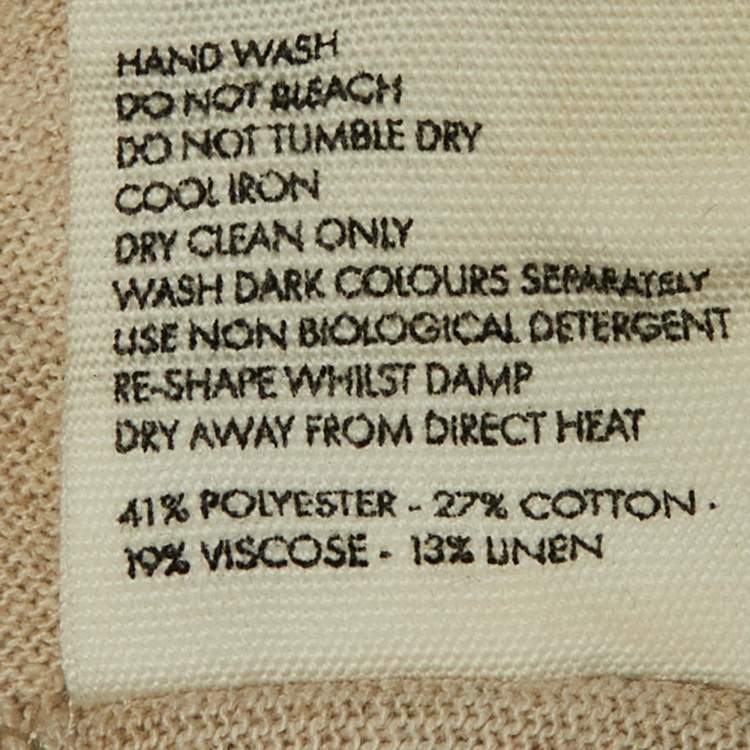 HAND WASH
DO NOT BLEACH
DO NOT TUMBLE DRY
COOL IRON
DRY CLEAN ONLY
WASH DARK COLOURS SEPARATELY
USE NON BIOLOGICAL DETERGENT
RE-SHAPE WHILST DAMP
DRY AWAY FROM DIRECT HEAT
41% POLYESTER - 27% COTTON -
19% VISCOSE - 13% LINEN